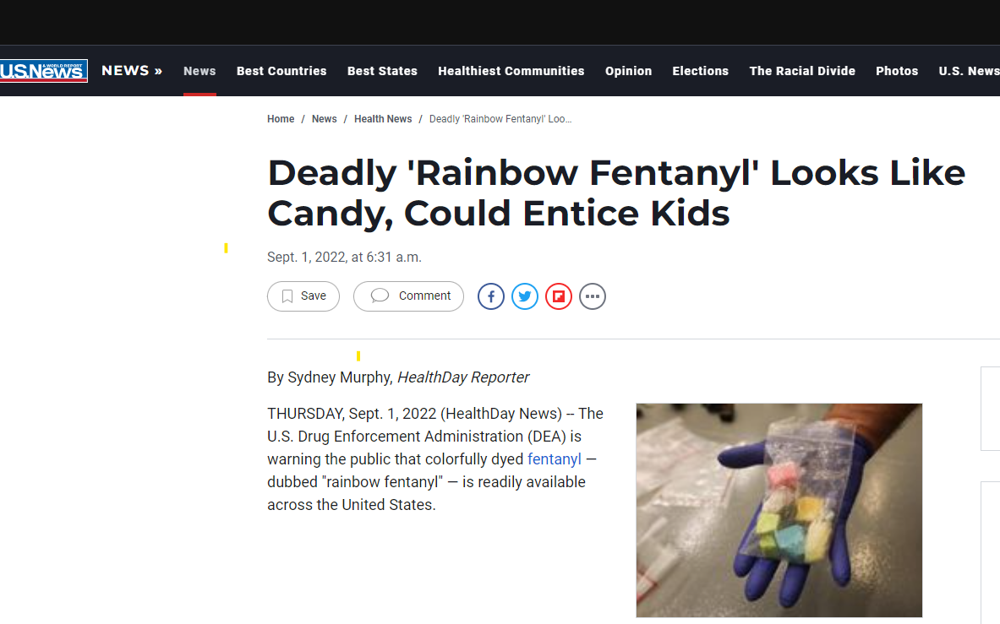 U.S.News
& WORLD REPORT
NEWS »
News
Best Countries
Best States
Healthiest Communities
Opinion
Elections
The Racial Divide
Photos
U.S. News
Home / News / Health News / Deadly 'Rainbow Fentanyl' Loo...
Deadly 'Rainbow Fentanyl' Looks Like
Candy, Could Entice Kids
Sept. 1, 2022, at 6:31 a.m.
Save
Comment
By Sydney Murphy, HealthDay Reporter
THURSDAY, Sept. 1, 2022 (HealthDay News) -- The
U.S. Drug Enforcement Administration (DEA) is
warning the public that colorfully dyed fentanyl —
dubbed "rainbow fentanyl" — is readily available
across the United States.